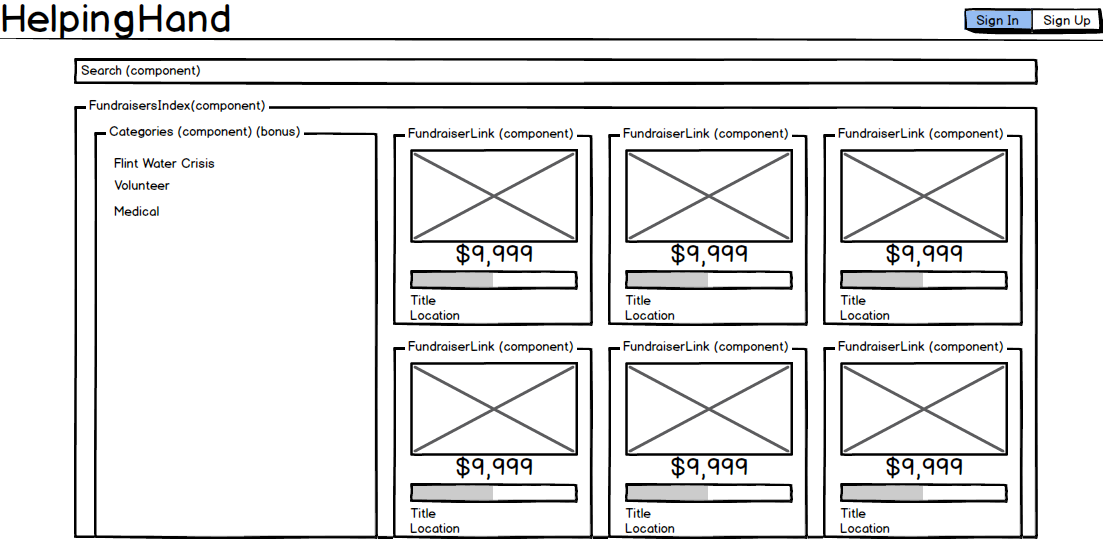 HelpingHand
Sign In Sign Up
Search (component)
FundraisersIndex(component)
Categories (component) (bonus)
Flint Water Crisis
Volunteer
Medical
FundraiserLink (component) FundraiserLink (component) FundraiserLink (component)
$9,999 $9,999 $9,999
Title Title Title
Location Location Location
FundraiserLink (component) FundraiserLink (component) FundraiserLink (component)
$9,999 $9,999 $9,999
Title Title Title
Location Location Location